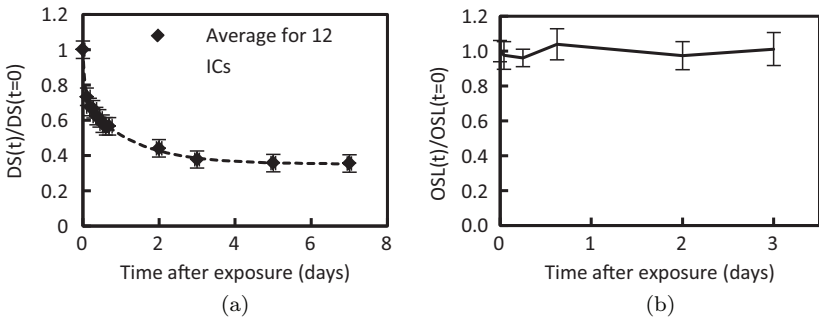 DS(t)/DS(t=0)
1.2
1
0.8
0.6
0.4
0.2
0
0 2 4 6 8
Average for 12
ICs
Time after exposure (days)
(a)
OSL(t)/OSL(t=0)
1.2
1.0
0.8
0.6
0.4
0.2
0.0
0 1 2 3
Time after exposure (days)
(b)